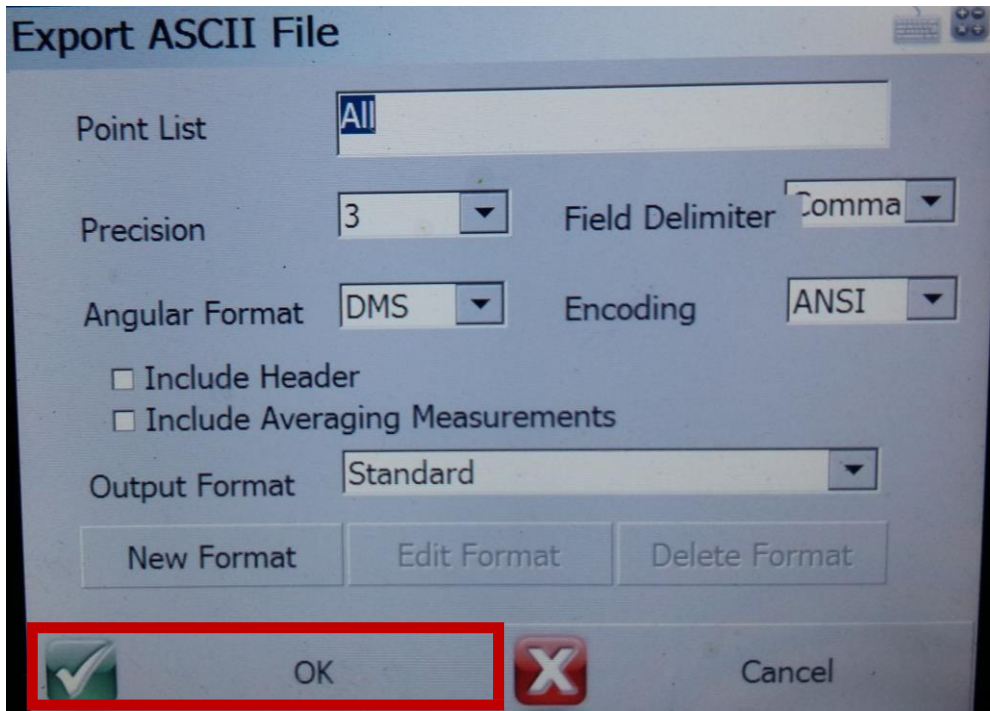 Export ASCII File
Point List
All
Precision
3
Field Delimiter
Comma
Angular Format
DMS
Encoding
ANSI
Include Header
Include Averaging Measurements
Output Format
Standard
New Format
Edit Format
Delete Format
OK
Cancel